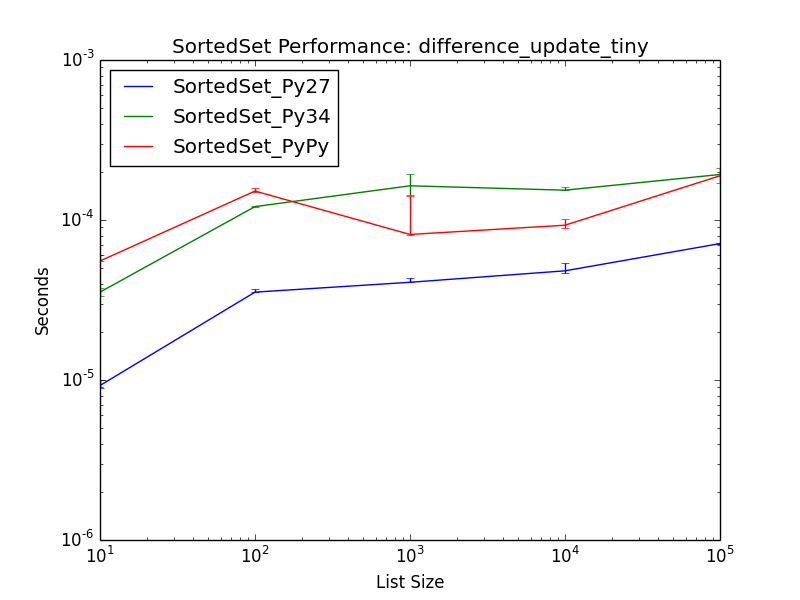 SortedSet Performance: difference_update_tiny
10^-3
SortedSet_Py27
SortedSet_Py34
SortedSet_PyPy
10^-4
Seconds
10^-5
10^-6
10^1 10^2 10^3 10^4 10^5
List Size